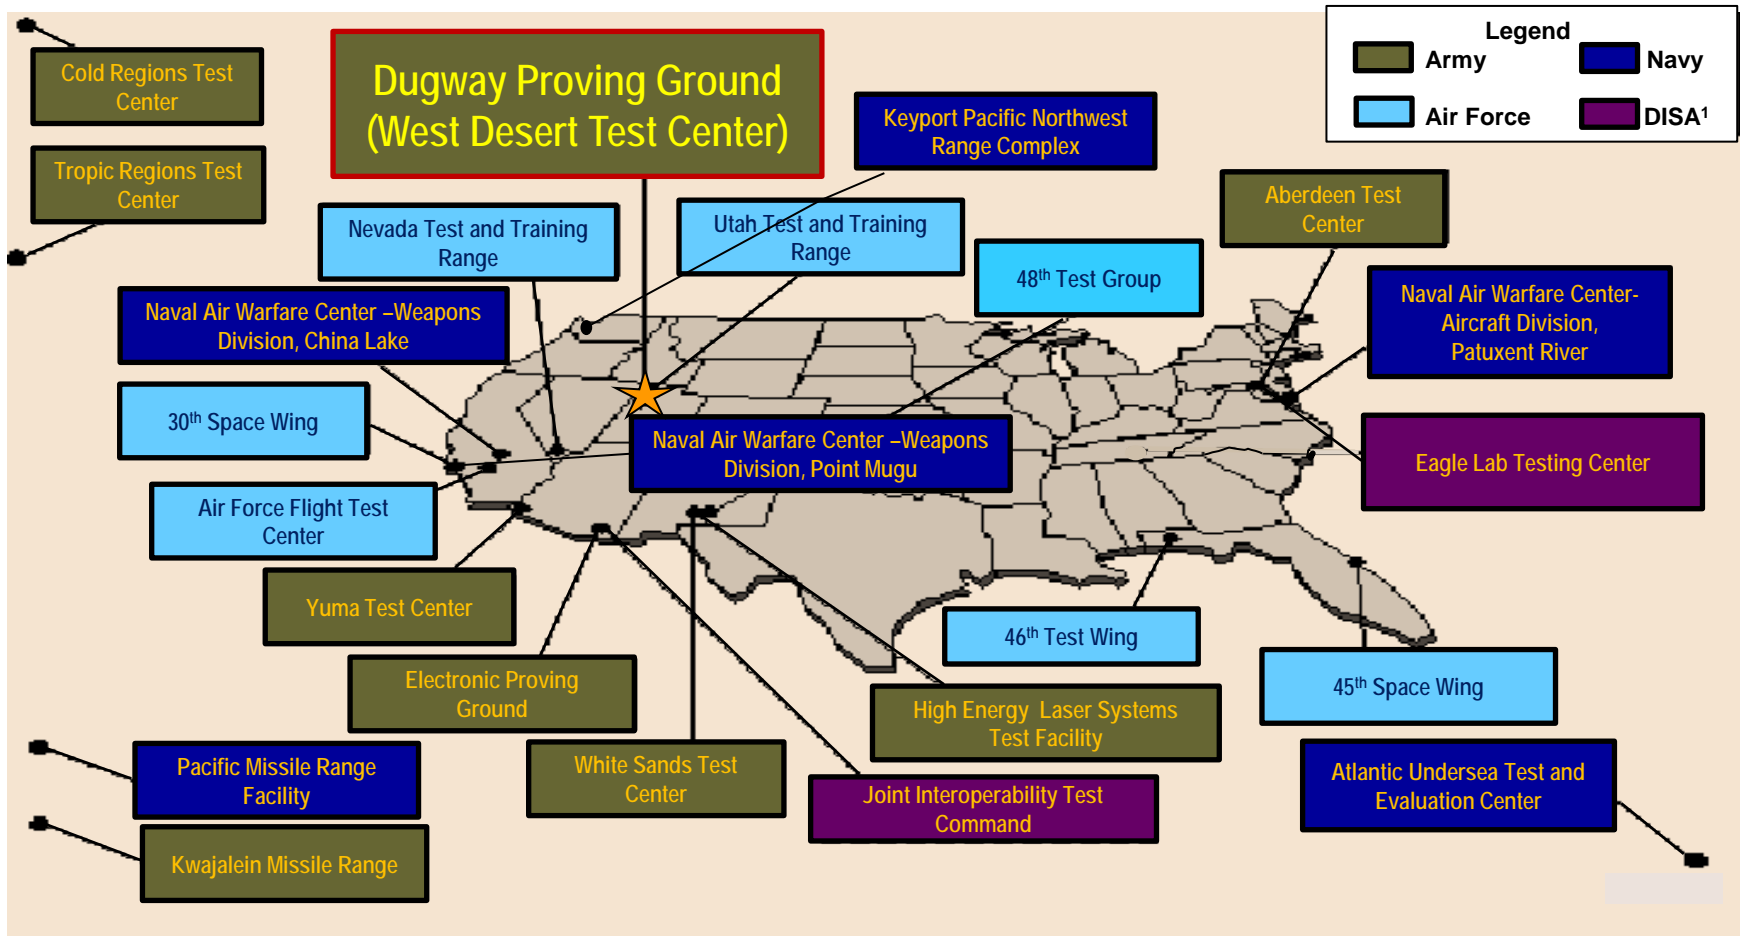 Legend
Army
Navy
Air Force
DISA¹
Cold Regions Test
Center
Dugway Proving Ground
(West Desert Test Center)
Keyport Pacific Northwest
Range Complex
Tropic Regions Test
Center
Aberdeen Test
Center
Nevada Test and Training
Range
Utah Test and Training
Range
48th Test Group
Naval Air Warfare Center-
Aircraft Division,
Patuxent River
Naval Air Warfare Center –Weapons
Division, China Lake
30th Space Wing
Naval Air Warfare Center –Weapons
Division, Point Mugu
Eagle Lab Testing Center
Air Force Flight Test
Center
Yuma Test Center
46th Test Wing
Electronic Proving
Ground
45th Space Wing
High Energy Laser Systems
Test Facility
Pacific Missile Range
Facility
White Sands Test
Center
Joint Interoperability Test
Command
Atlantic Undersea Test and
Evaluation Center
Kwajalein Missile Range